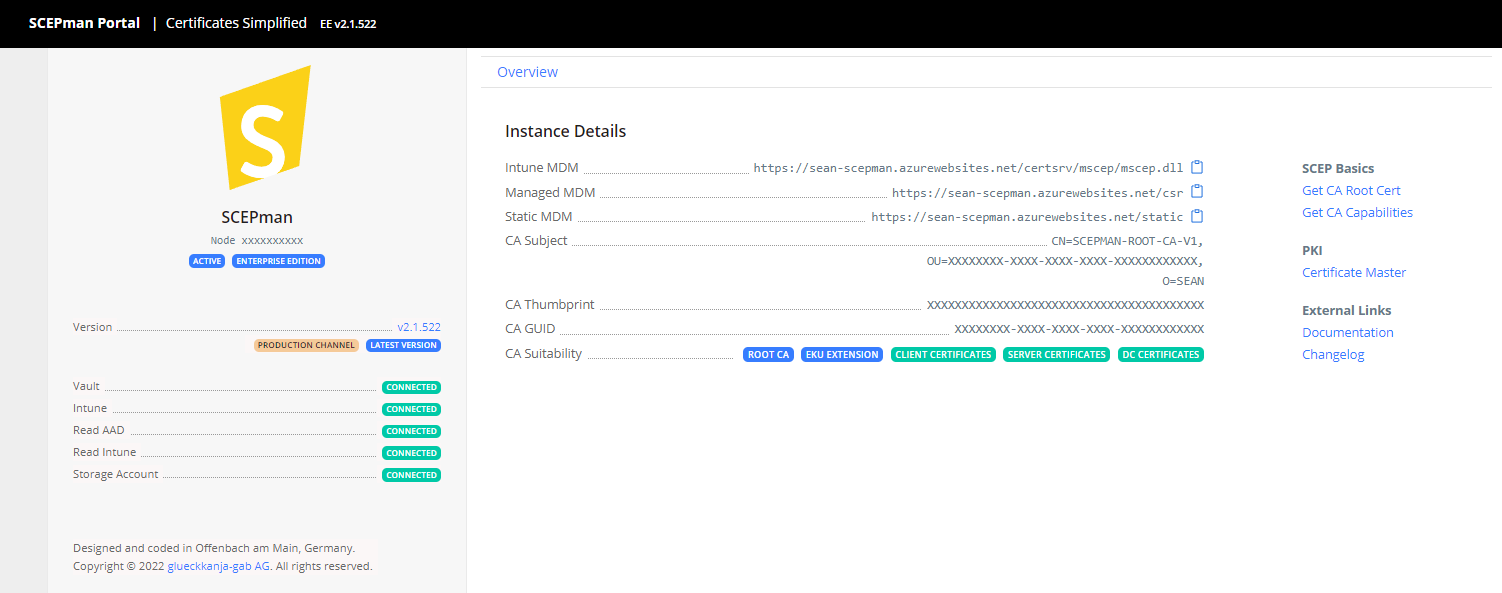 SCEPman Portal | Certificates Simplified EE v2.1.522
S
SCEPman
Node xxxxxxxxxx
ACTIVE ENTERPRISE EDITION
Version v2.1.522
PRODUCTION CHANNEL LATEST VERSION
Vault CONNECTED
Intune CONNECTED
Read AAD CONNECTED
Read Intune CONNECTED
Storage Account CONNECTED
Designed and coded in Offenbach am Main, Germany.
Copyright © 2022 glueckkanja-gab AG. All rights reserved.
Overview
Instance Details
Intune MDM https://sean-scepman.azurewebsites.net/certsrv/mscep/mscep.dll
Managed MDM https://sean-scepman.azurewebsites.net/csr
Static MDM https://sean-scepman.azurewebsites.net/static
CA Subject CN=SCEPMAN-ROOT-CA-V1,
OU=XXXXXXXX-XXXX-XXXX-XXXX-XXXXXXXXXXXX,
O=SEAN
CA Thumbprint XXXXXXXXXXXXXXXXXXXXXXXXXXXXXXXXXXXXXXXX
CA GUID XXXXXXXX-XXXX-XXXX-XXXX-XXXXXXXXXXXX
CA Suitability ROOT CA EKU EXTENSION CLIENT CERTIFICATES SERVER CERTIFICATES DC CERTIFICATES
SCEP Basics
Get CA Root Cert
Get CA Capabilities
PKI
Certificate Master
External Links
Documentation
Changelog